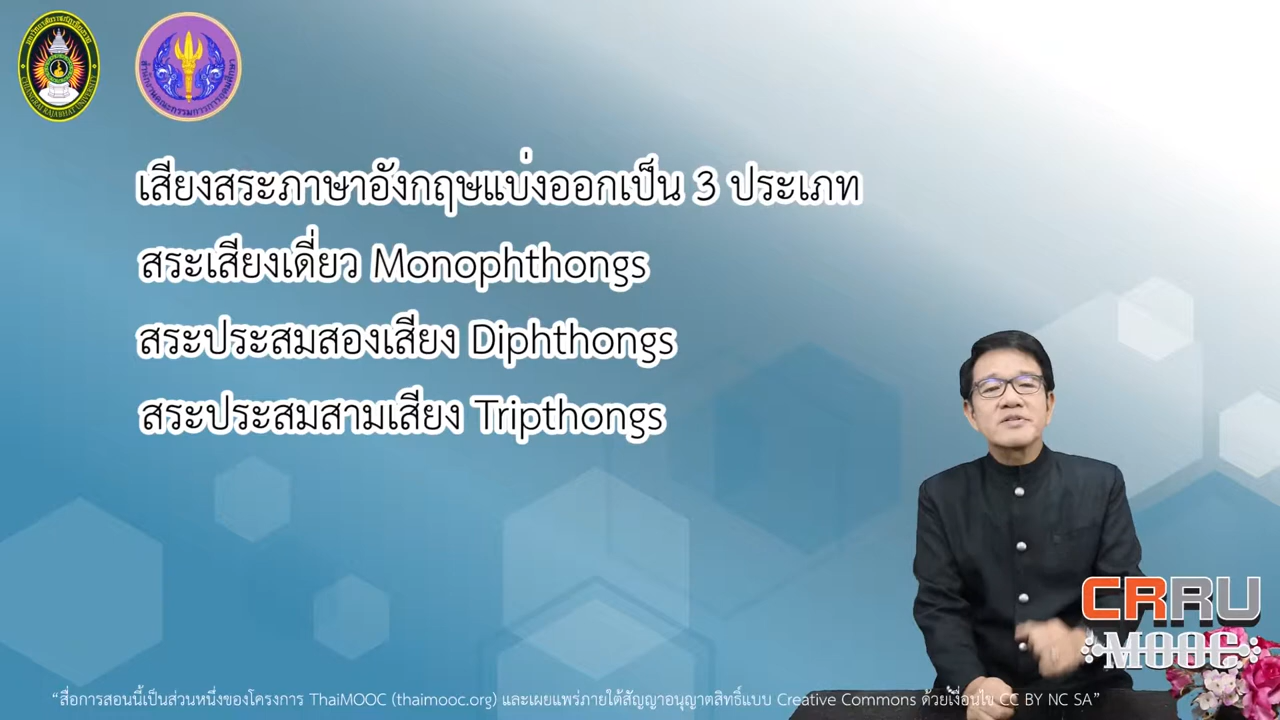 เสียงสระภาษาอังกฤษแบ่งออกเป็น 3 ประเภท
สระเสียงเดี่ยว Monophthongs
สระประสมสองเสียง Diphthongs
สระประสมสามเสียง Tripthongs
CRRU
MOOC
“สื่อการสอนนี้เป็นส่วนหนึ่งของโครงการ ThaiMOOC (thaimooc.org) และเผยแพร่ภายใต้สัญญาอนุญาตสิทธิ์แบบ Creative Commons ด้วยเงื่อนไข CC BY NC SA”